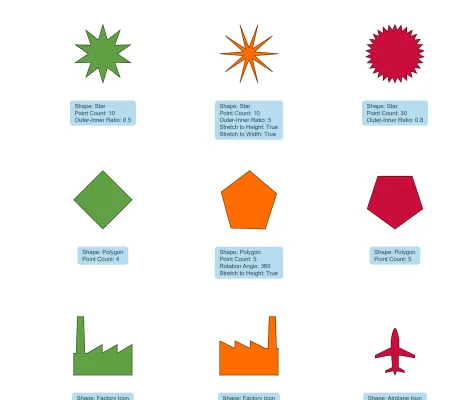 Shape: Star
Point Count: 10
Outer-Inner Ratio: 0.5
Shape: Star
Point Count: 10
Outer-Inner Ratio: 5
Stretch to Height: True
Stretch to Width: True
Shape: Star
Point Count: 30
Outer-Inner Ratio: 0.8
Shape: Polygon
Point Count: 4
Shape: Polygon
Point Count: 5
Rotation Angle: 360
Stretch to Height: True
Shape: Polygon
Point Count: 5
Shape: Factory Icon
Shape: Factory Icon
Shape: Airplane Icon